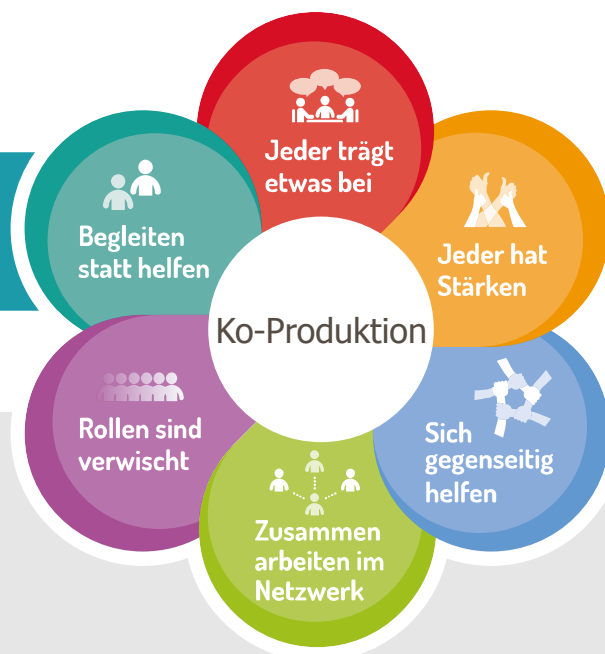 Jeder trägt
etwas bei
Jeder hat
Stärken
Sich
gegenseitig
helfen
Zusammen
arbeiten im
Netzwerk
Rollen sind
verwischt
Begleiten
statt helfen
Ko-Produktion